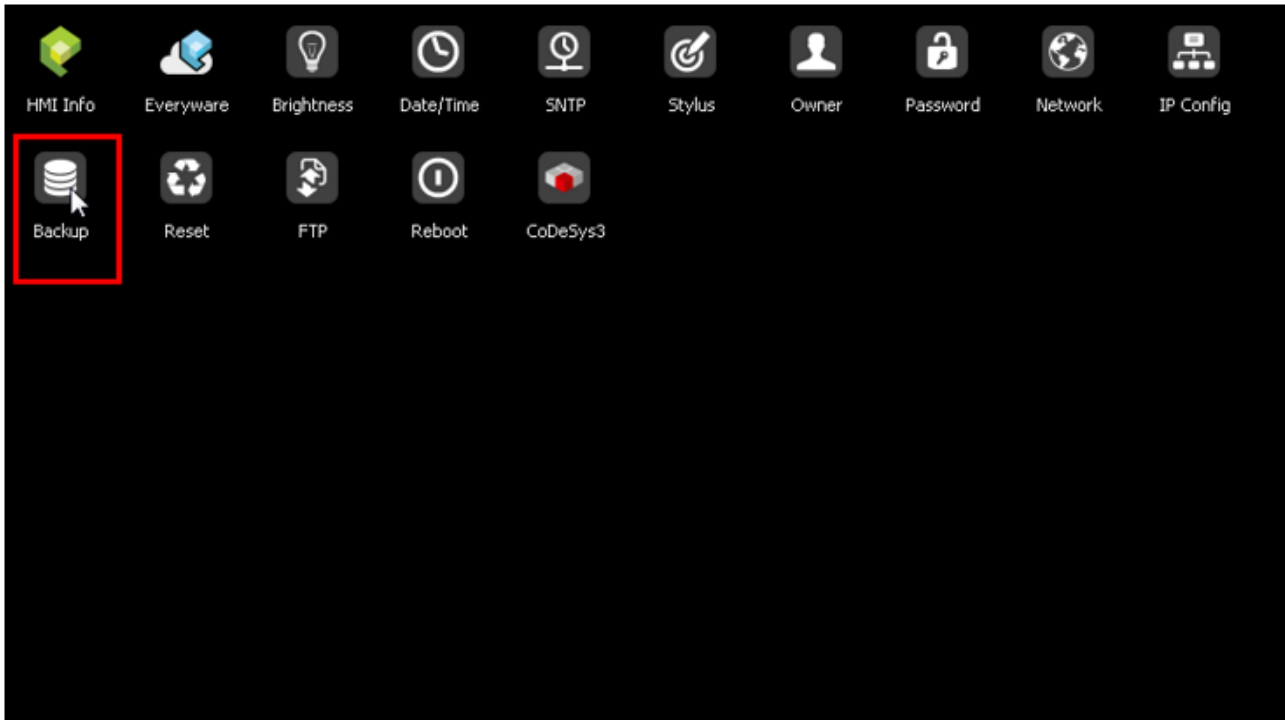 HMI Info Everyware Brightness Date/Time SNTP Stylus Owner Password Network IP Config
Backup Reset FTP Reboot CoDeSys3